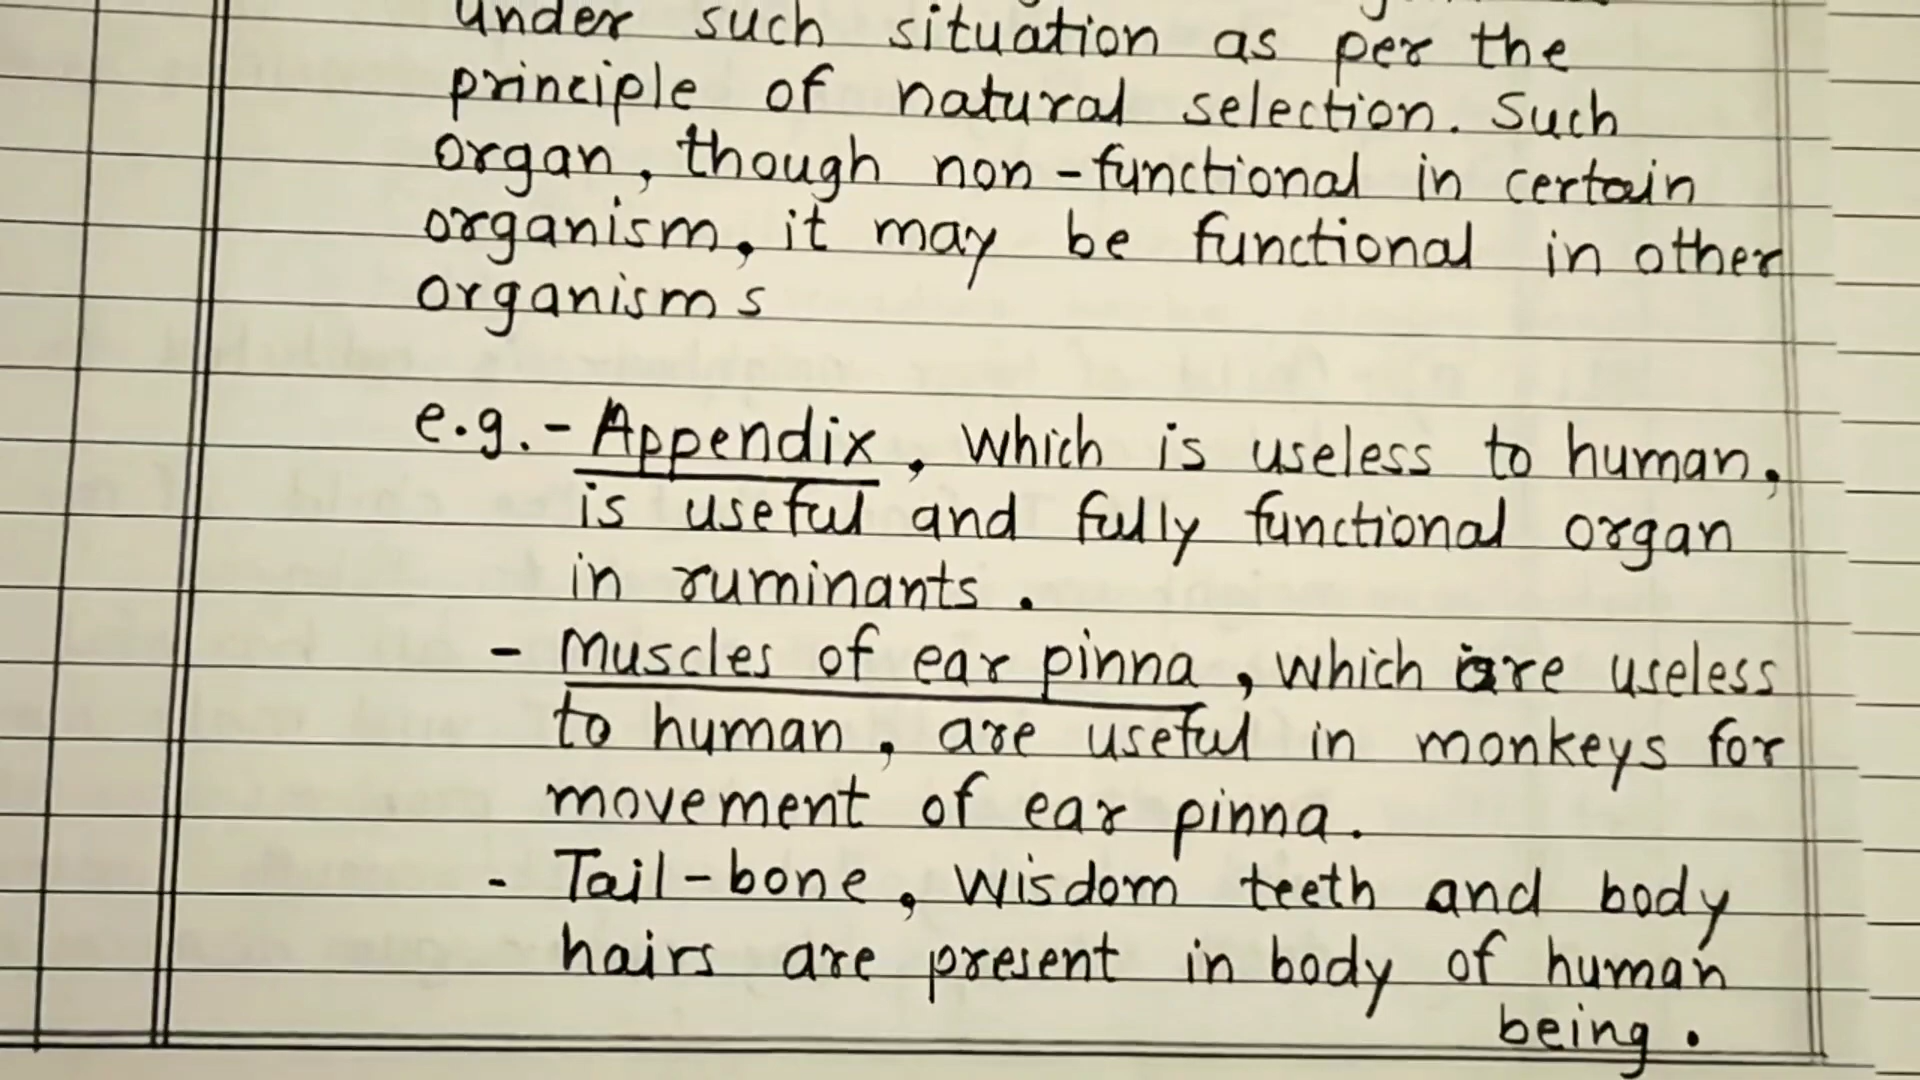 under such situation as per the
principle of natural selection. Such
organ, though non-functional in certain
organism, it may be functional in other
organisms
e.g. - Appendix, which is useless to human,
is useful and fully functional organ
in ruminants.
- Muscles of ear pinna, which are useless
to human, are useful in monkeys for
movement of ear pinna.
- Tail-bone, wisdom teeth and body
hairs are present in body of human
being.